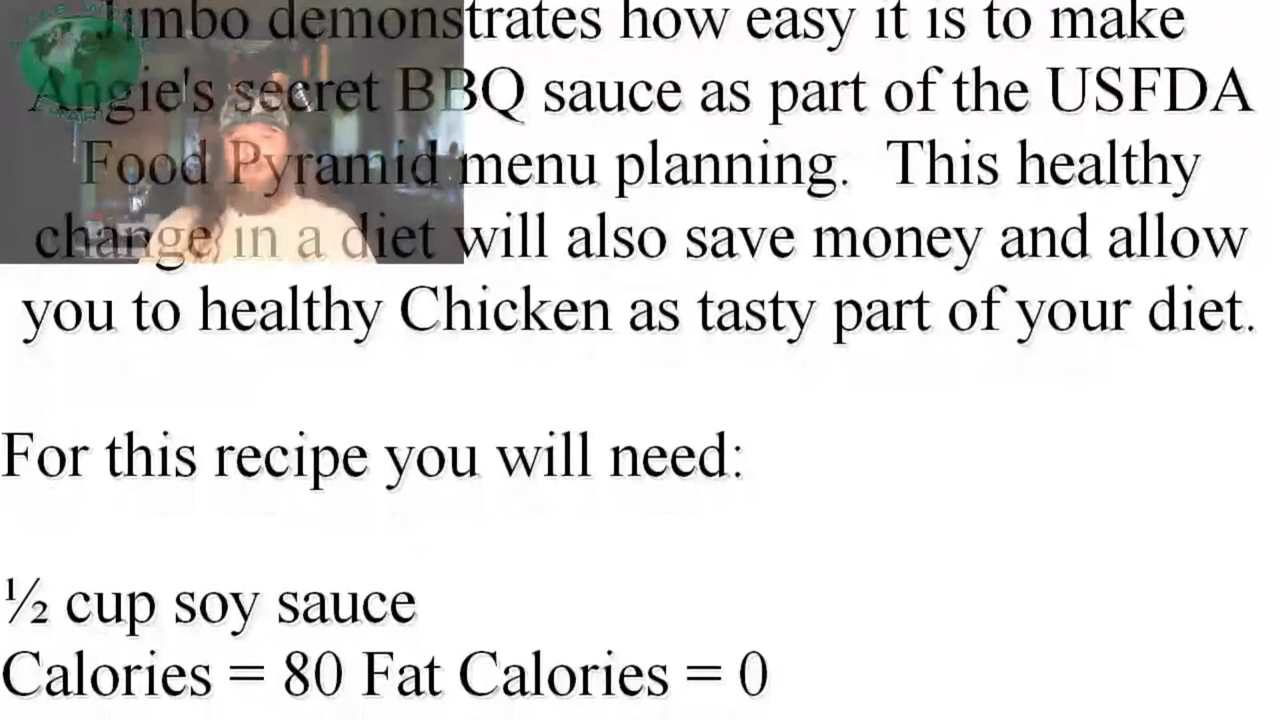 Jimbo demonstrates how easy it is to make
Angie's secret BBQ sauce as part of the USFDA
Food Pyramid menu planning. This healthy
change in a diet will also save money and allow
you to healthy Chicken as tasty part of your diet.
For this recipe you will need:
½ cup soy sauce
Calories = 80 Fat Calories = 0